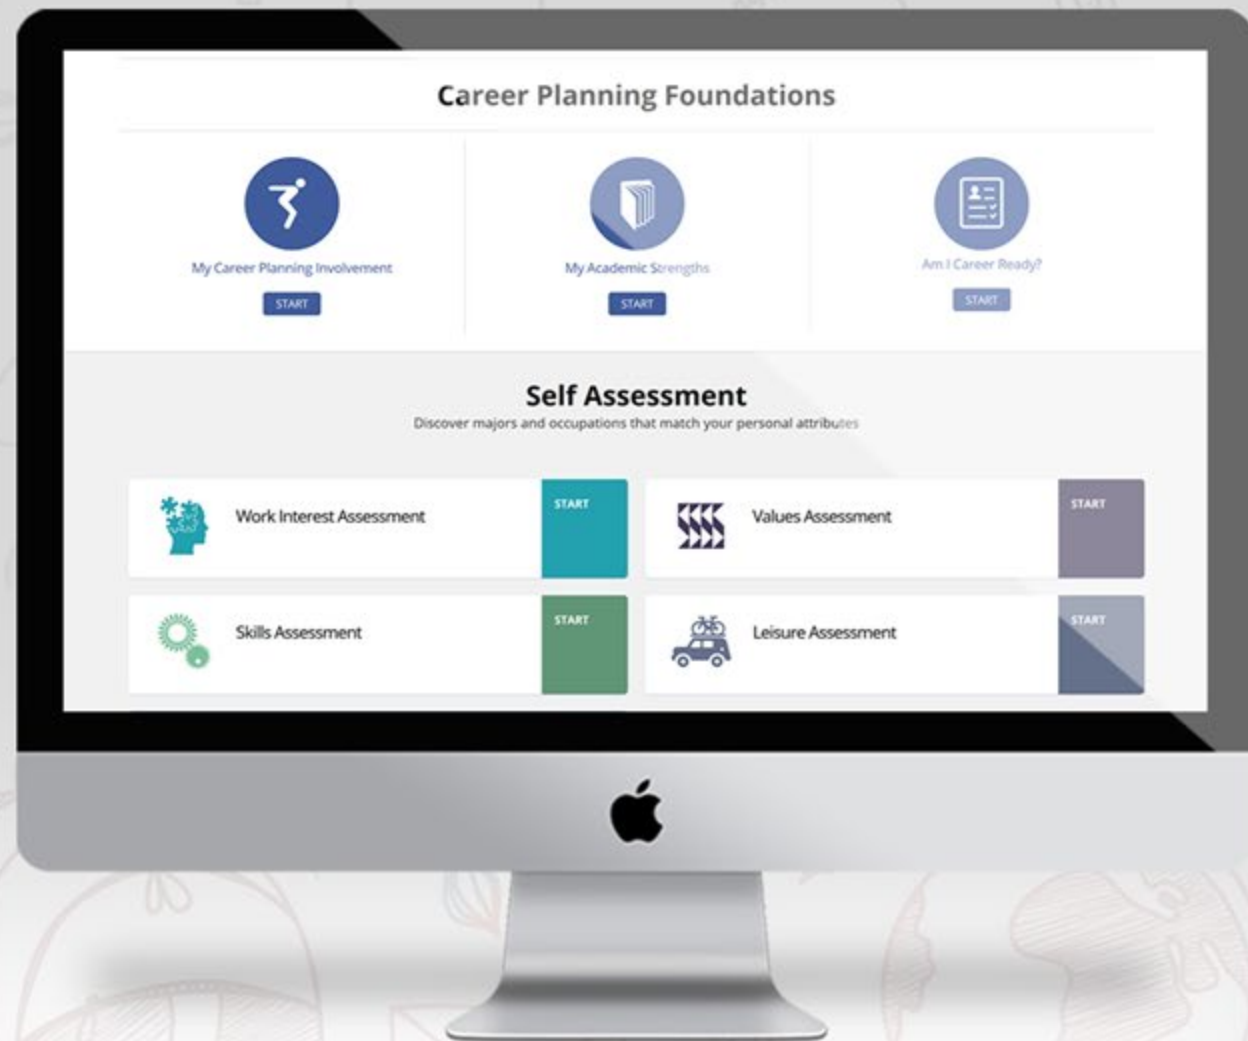 Career Planning Foundations
My Career Planning Involvement
START
My Academic Strengths
START
Am I Career Ready?
START
Self Assessment
Discover majors and occupations that match your personal attributes
Work Interest Assessment
START
Values Assessment
START
Skills Assessment
START
Leisure Assessment
START